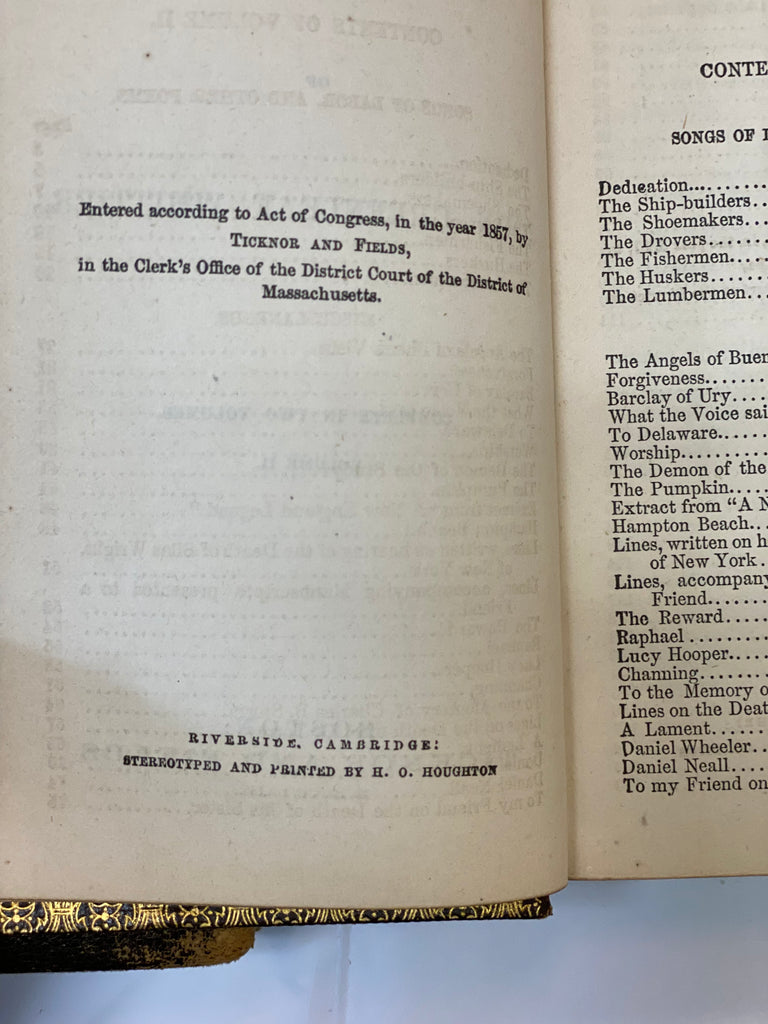 Entered according to Act of Congress, in the year 1857, by
TICKNOR AND FIELDS,
in the Clerk's Office of the District Court of the District of
Massachusetts.
RIVERSIDE, CAMBRIDGE:
STEREOTYPED AND PRINTED BY H. O. HOUGHTON
CONTE
SONGS OF
Dedication...........
The Ship-builders..
The Shoemakers...
The Drovers.......
The Fishermen....
The Huskers......
The Lumbermen..
The Angels of Buen
Forgiveness.......
Barclay of Ury....
What the Voice sai
To Delaware.....
Worship.........
The Demon of the
The Pumpkin....
Extract from "A N
Hampton Beach..
Lines, written on h
of New York.
Lines, accompany
Friend.......
The Reward.....
Raphael.........
Lucy Hooper....
Channing.......
To the Memory o
Lines on the Deat
A Lament......
Daniel Wheeler..
Daniel Neall....
To my Friend on